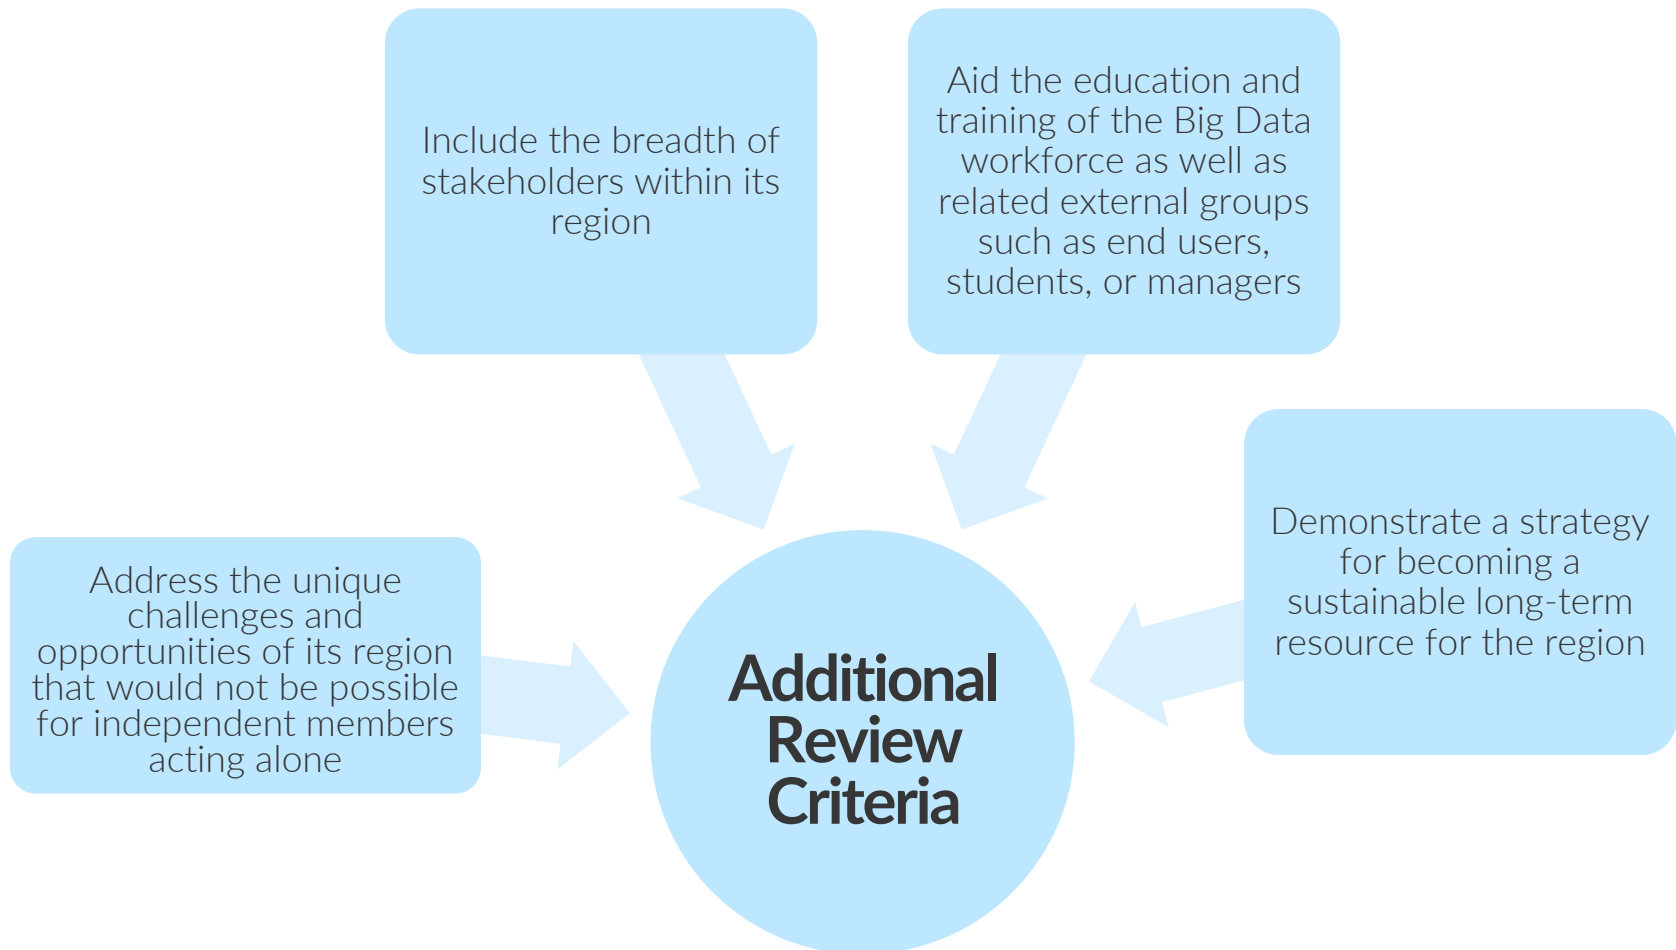 Include the breadth of
stakeholders within its
region
Aid the education and
training of the Big Data
workforce as well as
related external groups
such as end users,
students, or managers
Address the unique
challenges and
opportunities of its region
that would not be possible
for independent members
acting alone
Demonstrate a strategy
for becoming a
sustainable long-term
resource for the region
Additional
Review
Criteria